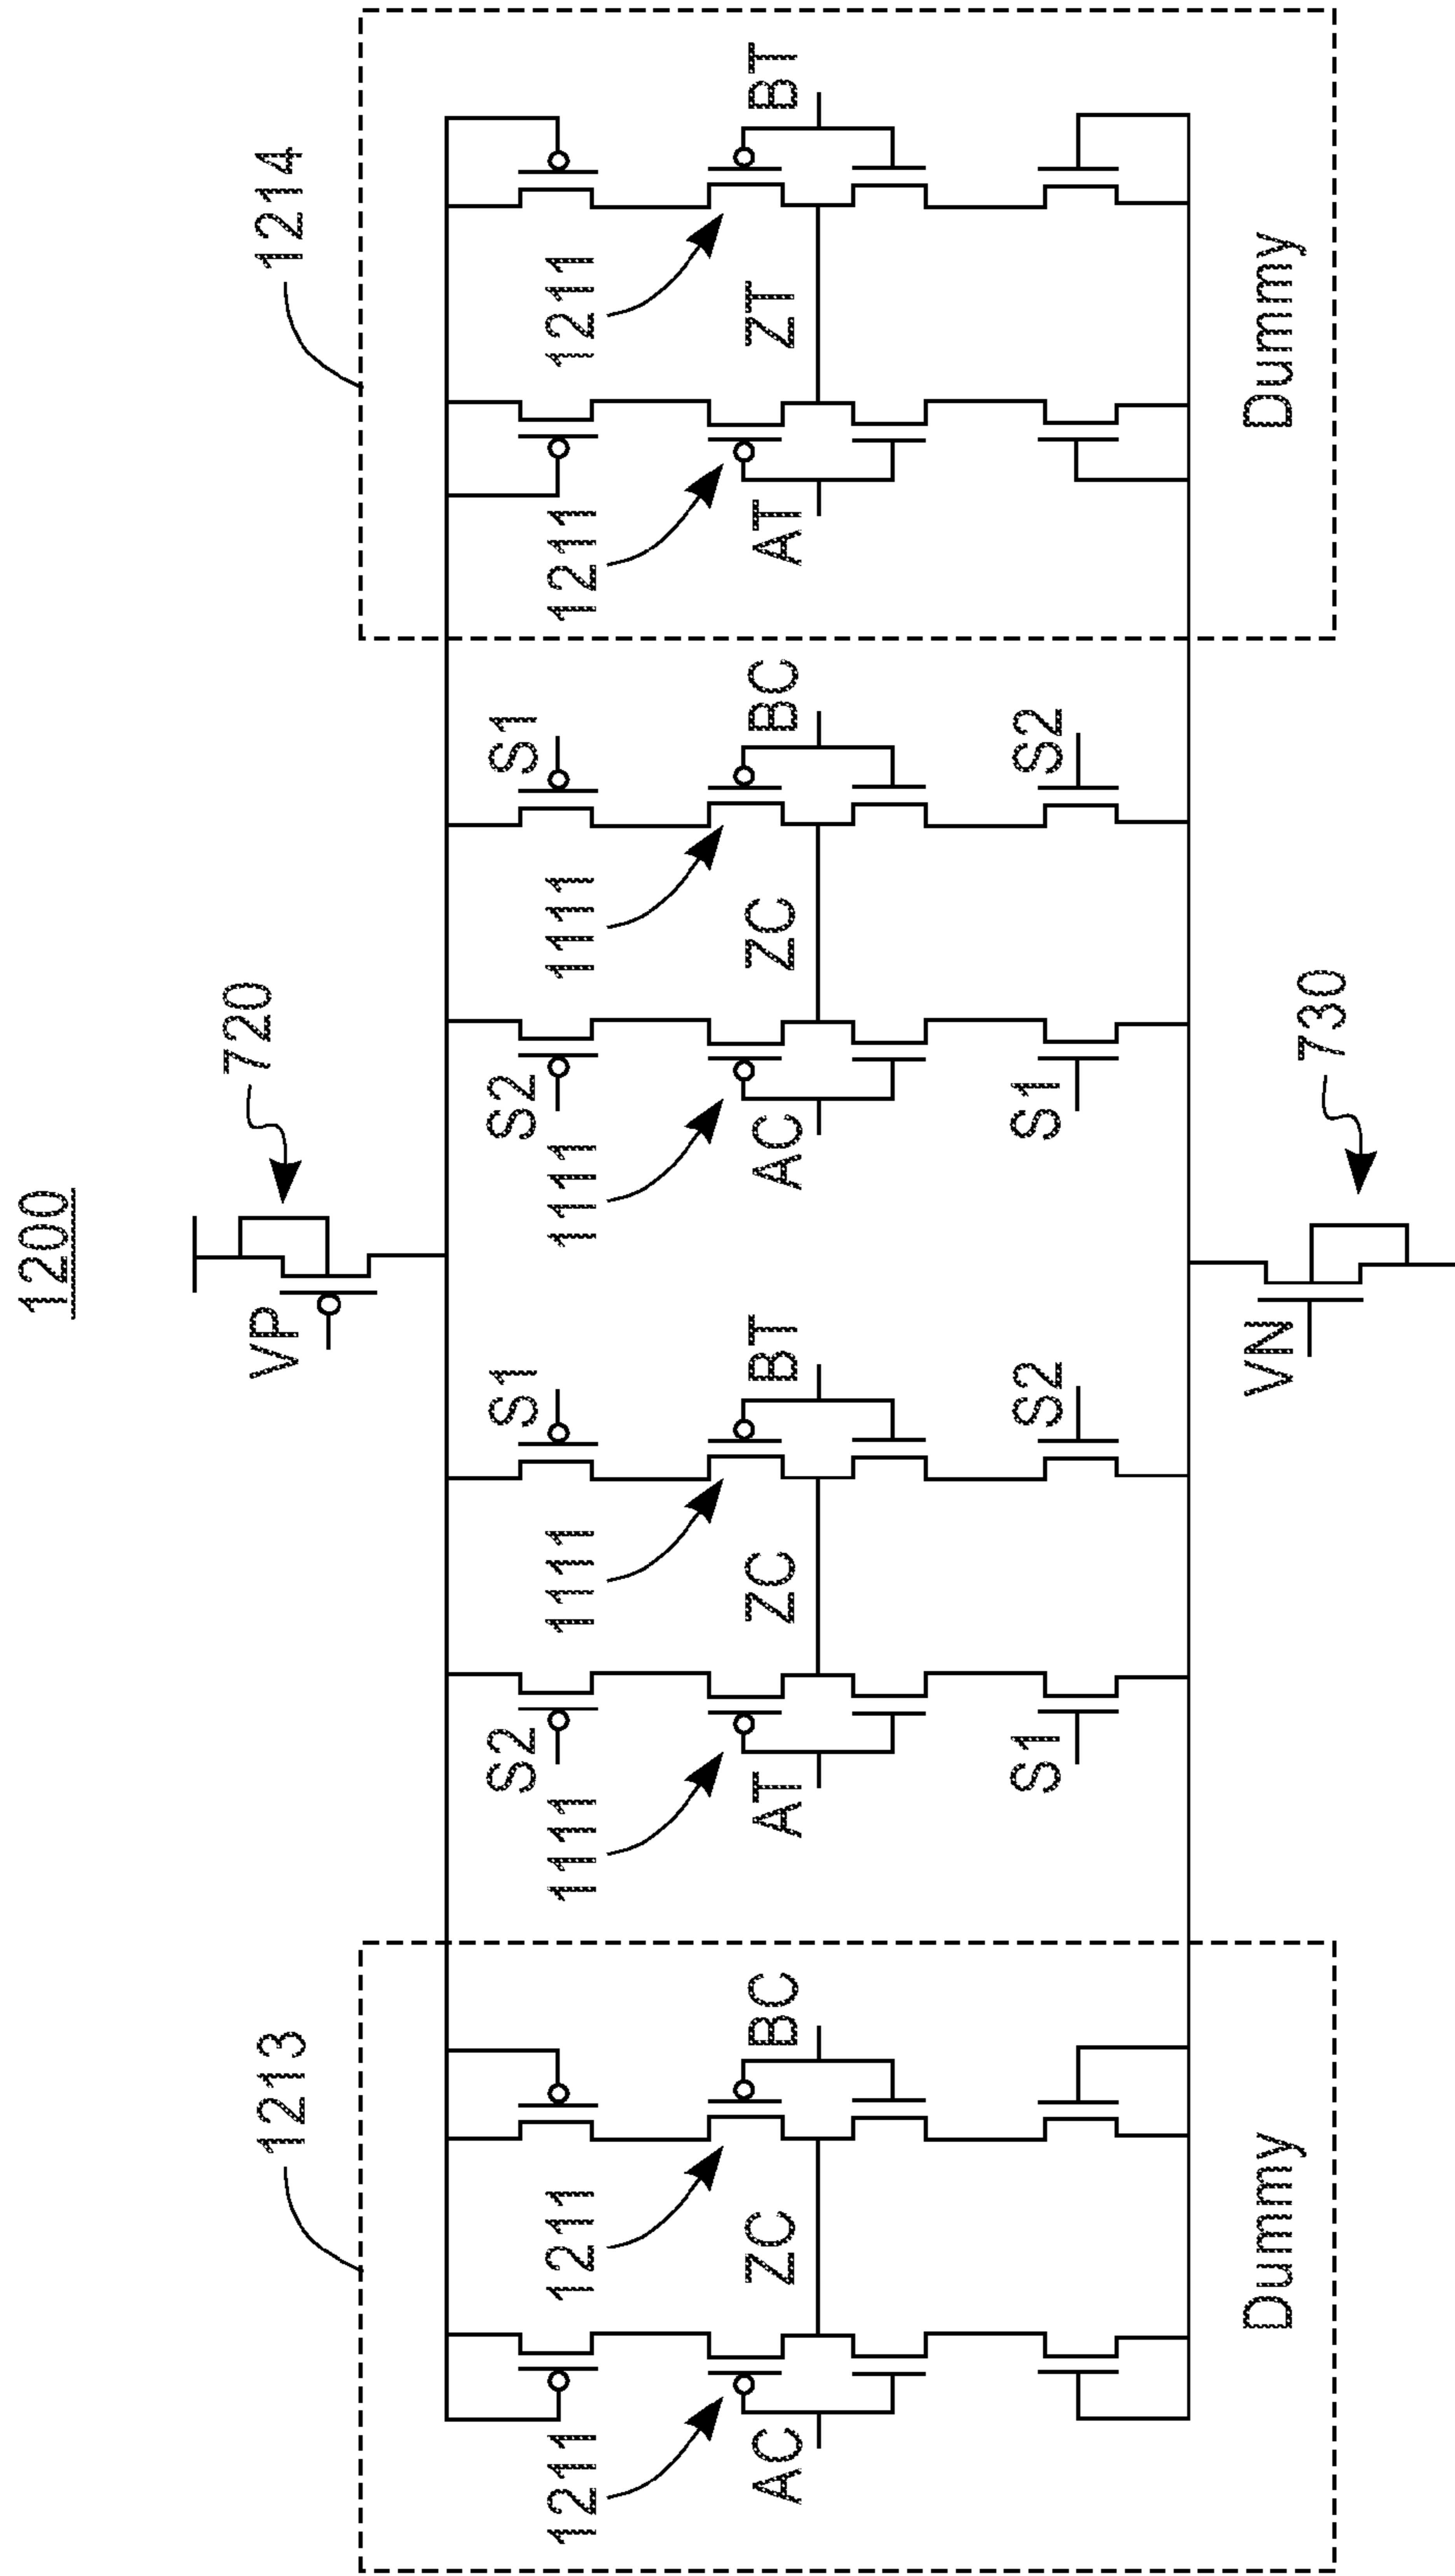 1200
VP
720
1213
1214
S2
S1
S2
S1
1211
1211
1111
1111
1111
1111
1211
1211
AC
ZC
BC
AT
ZC
BT
AC
ZC
BC
AT
ZT
BT
S1
S2
S1
S2
Dummy
VN
730
Dummy